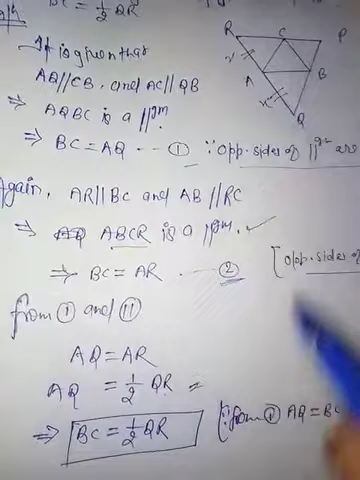 BC = 1/2 QR
It is given that
AQ//CB, and AC//QB
⇒ AQBC is a //gm.
⇒ BC = AQ --- ① ∵ Opp. sides of //gm are
Again, AR//BC and AB//RC
⇒ ABCR is a //gm.
⇒ BC = AR --- ② [Opp. sides of
from ① and ⑪
AQ = AR
AQ = 1/2 QR
⇒ BC = 1/2 QR [∵ from ① AQ = BC
R C P
A B
x
Q